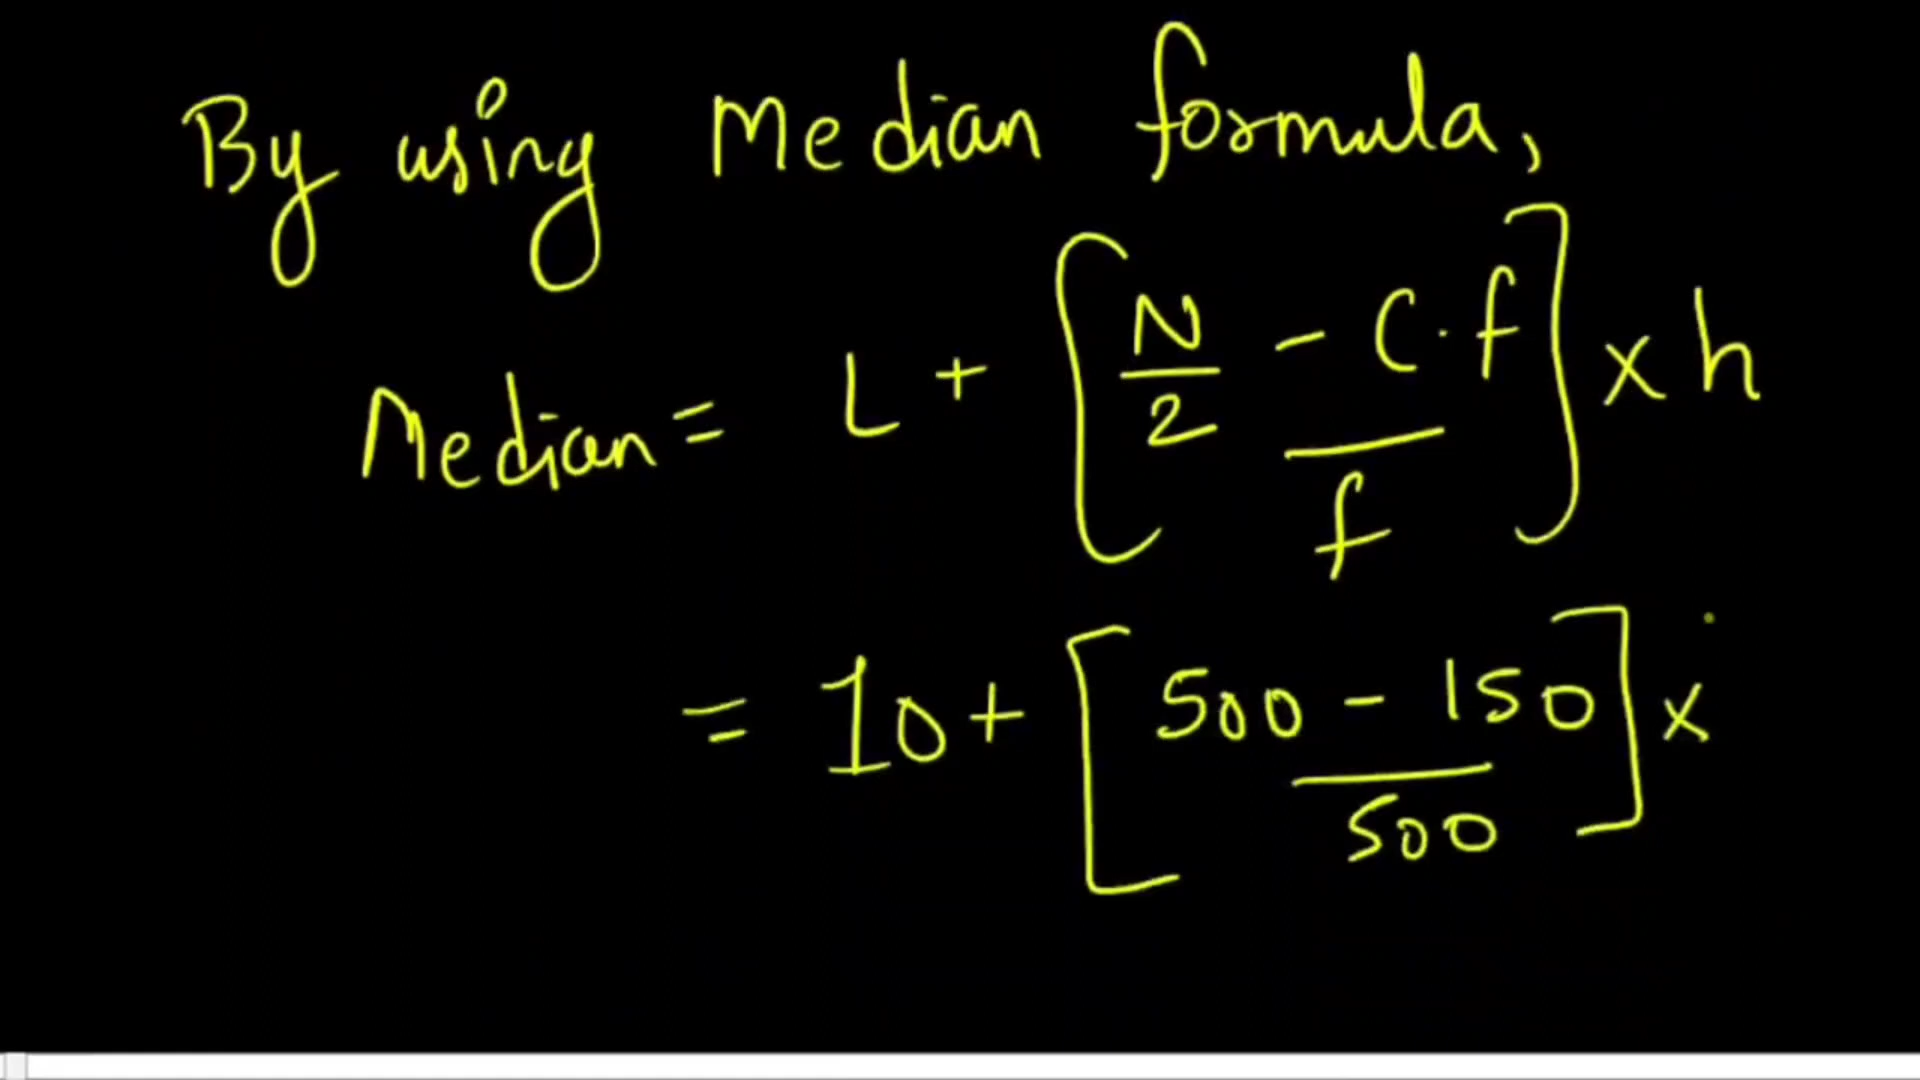 By using Median formula,
Median = L + [N/2 - C.f / f] x h
= 10 + [500 - 150 / 500] x